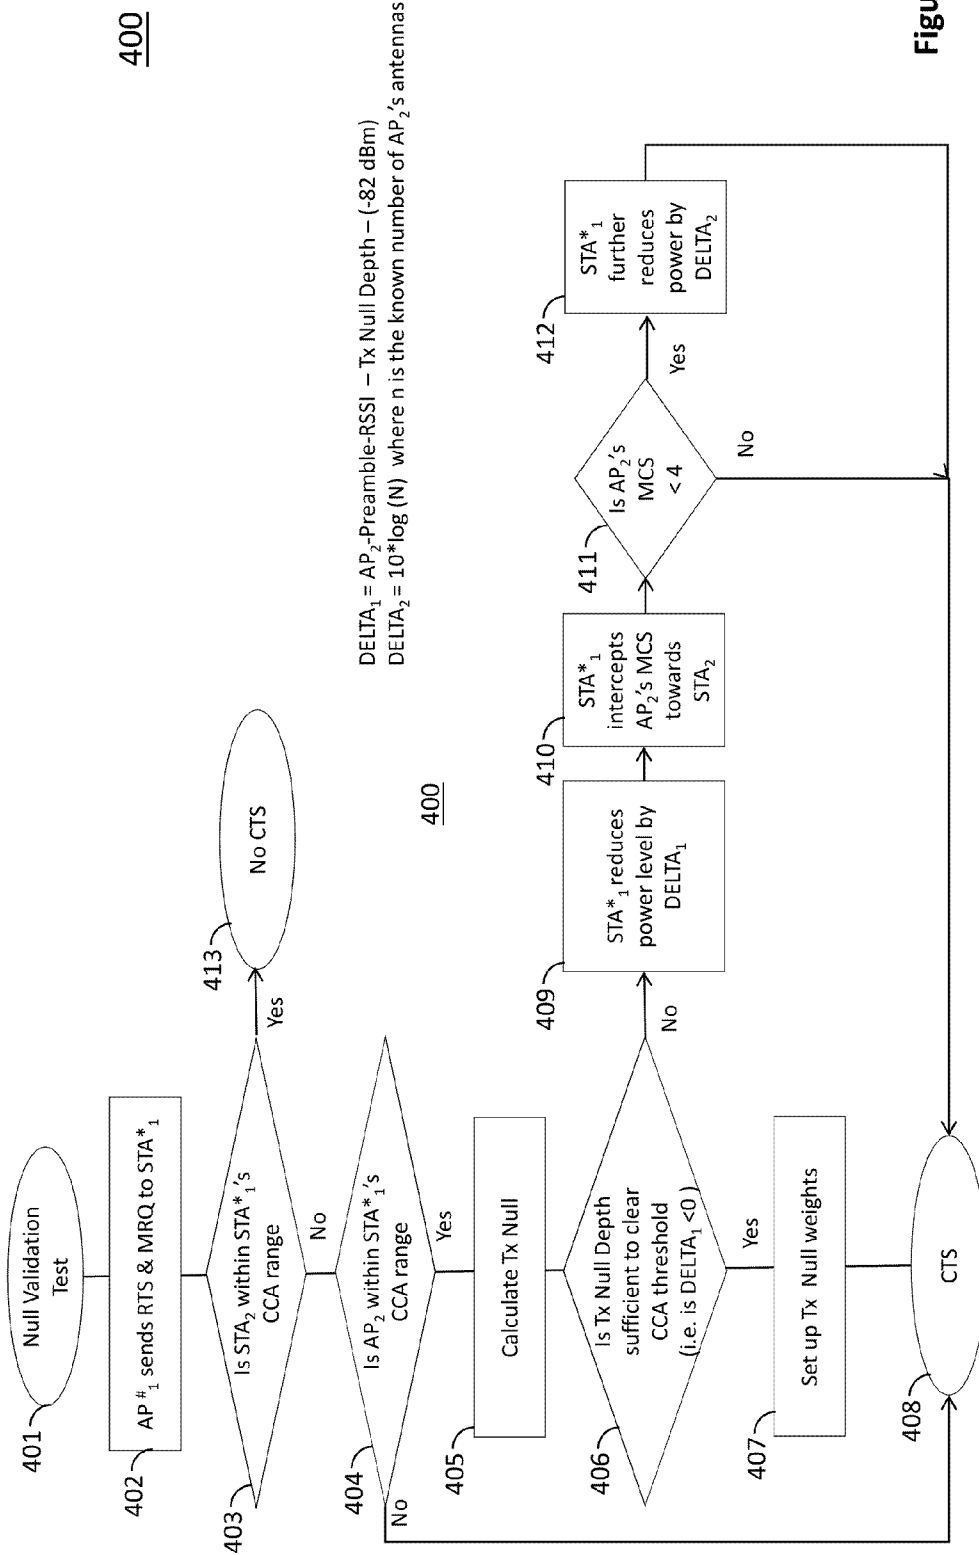 400
401
Null Validation
Test
402
AP#1 sends RTS & MRQ to STA*1
403
Is STA2 within STA*1's
CCA range
Yes
413
No CTS
No
404
Is AP2 within STA*1's
CCA range
No
Yes
DELTA1 = AP2-Preamble-RSSI – Tx Null Depth – (-82 dBm)
DELTA2 = 10*log (N) where n is the known number of AP2's antennas
400
405
Calculate Tx Null
406
Is Tx Null Depth
sufficient to clear
CCA threshold
(i.e. is DELTA1 <0 )
No
Yes
409
STA*1 reduces
power level by
DELTA1
410
STA*1
intercepts
AP2's MCS
towards
STA2
411
Is AP2's
MCS
< 4
Yes
No
412
STA*1
further
reduces
power by
DELTA2
407
Set up Tx Null weights
408
CTS